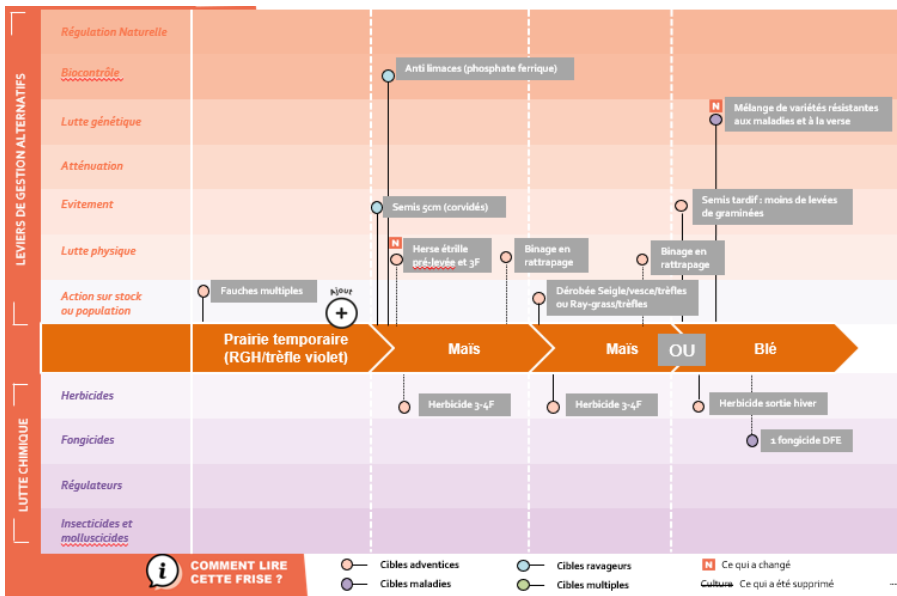 LEVIERS DE GESTION ALTERNATIFS
Régulation Naturelle
Biocontrôle
Anti limaces (phosphate ferrique)
Lutte génétique
N
Mélange de variétés résistantes
aux maladies et à la verse
Atténuation
Evitement
Semis 5cm (corvidés)
Semis tardif : moins de levées
de graminées
Lutte physique
N
Herse étrille
pré-levée et 3F
Binage en
rattrapage
Binage en
rattrapage
Action sur stock
ou population
Fauches multiples
Ajout
+
Dérobée Seigle/vesce/trèfles
ou Ray-grass/trèfles
Prairie temporaire
(RGH/trèfle violet)
Maïs
Maïs
OU
Blé
LUTTE CHIMIQUE
Herbicides
Herbicide 3-4F
Herbicide 3-4F
Herbicide sortie hiver
Fongicides
1 fongicide DFE
Régulateurs
Insecticides et
molluscicides
i
COMMENT LIRE
CETTE FRISE ?
Cibles adventices
Cibles ravageurs
N Ce qui a changé
Cibles maladies
Cibles multiples
Culture Ce qui a été supprimé